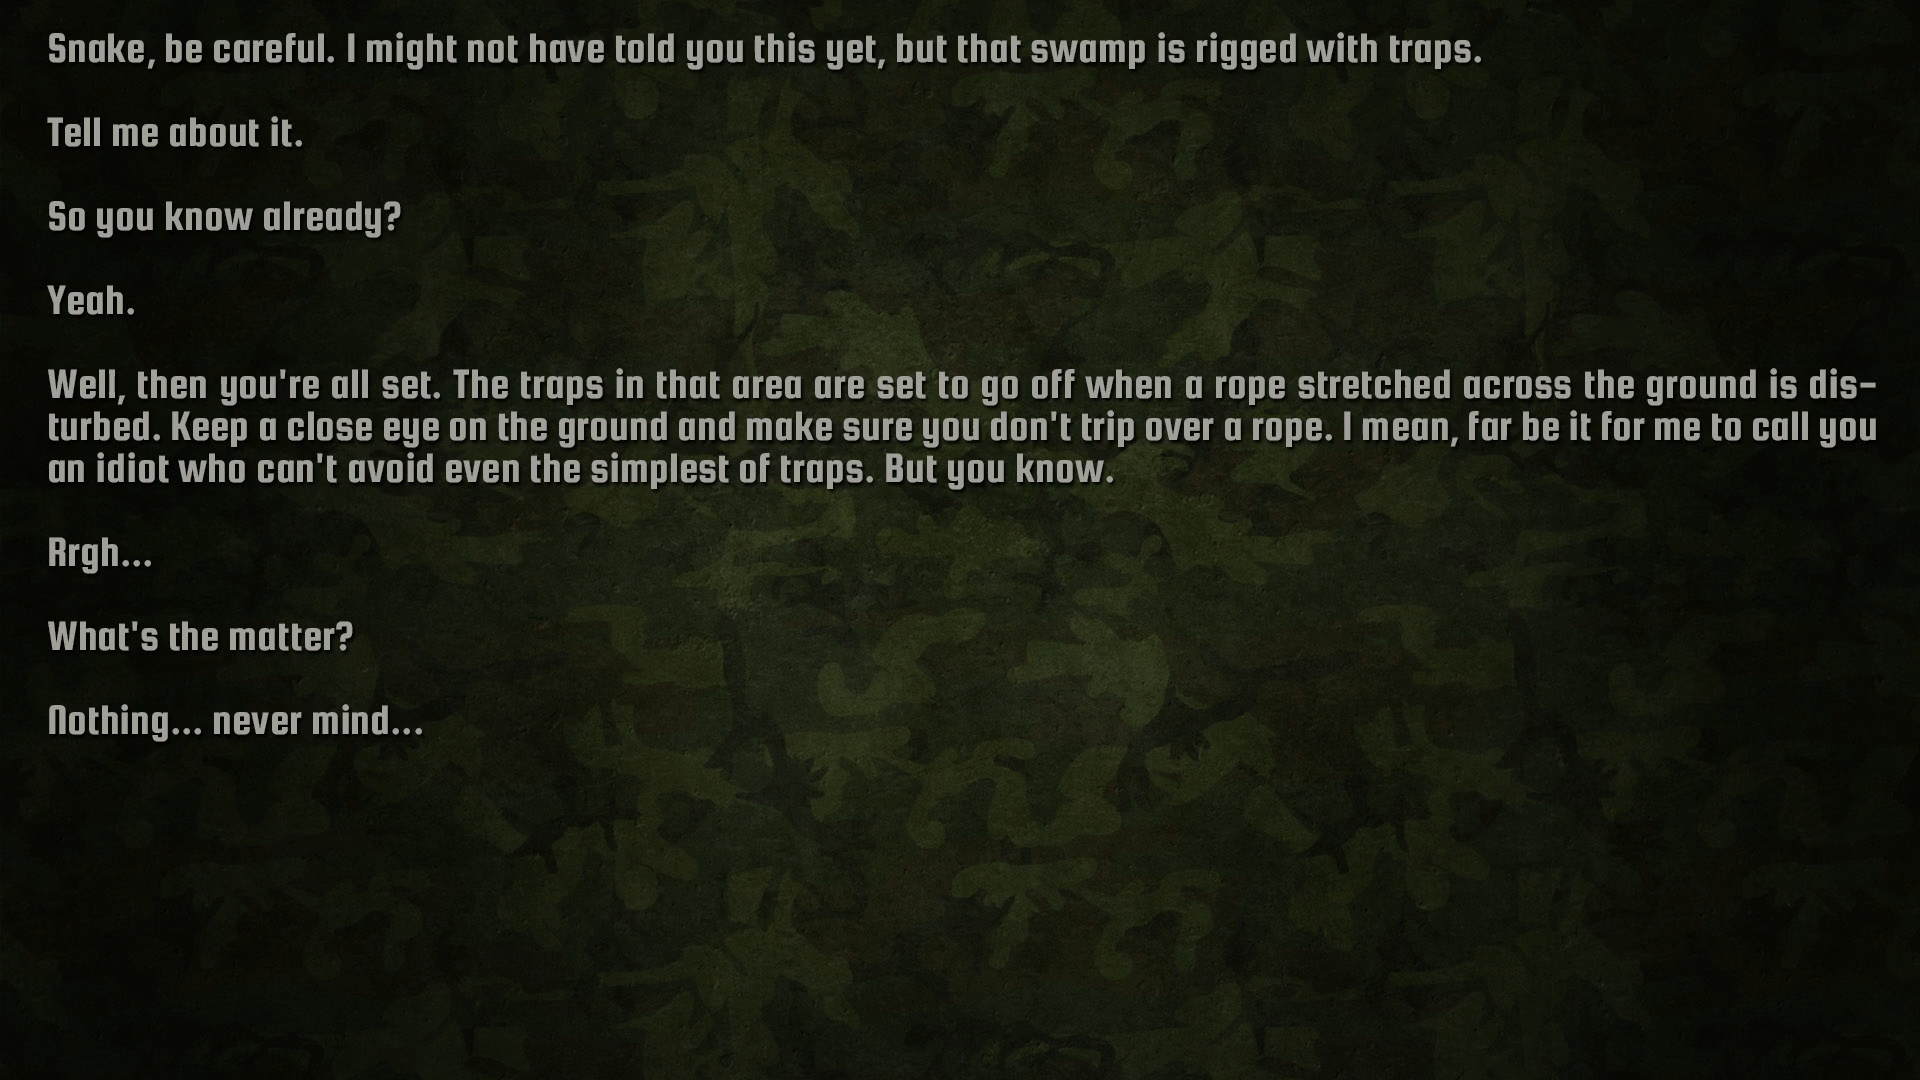 Snake, be careful. I might not have told you this yet, but that swamp is rigged with traps.
Tell me about it.
So you know already?
Yeah.
Well, then you're all set. The traps in that area are set to go off when a rope stretched across the ground is dis-
turbed. Keep a close eye on the ground and make sure you don't trip over a rope. I mean, far be it for me to call you
an idiot who can't avoid even the simplest of traps. But you know.
Rrgh...
What's the matter?
Nothing... never mind...